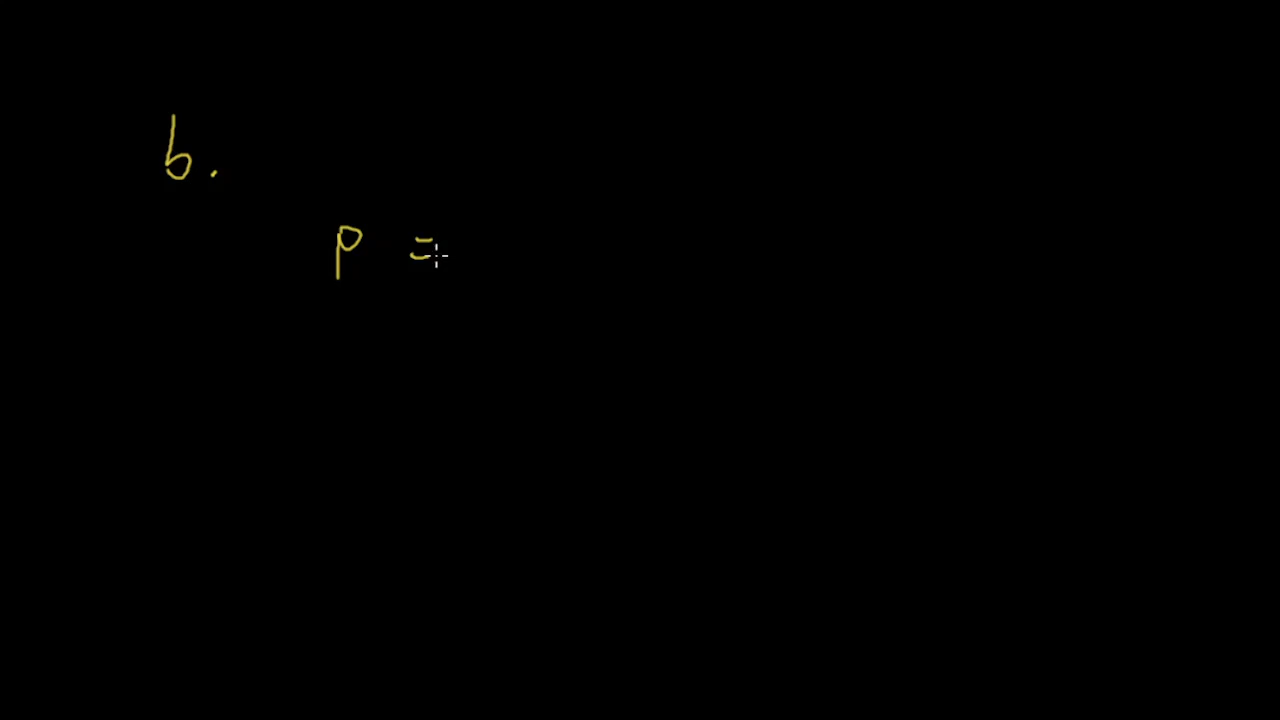 b.
p =